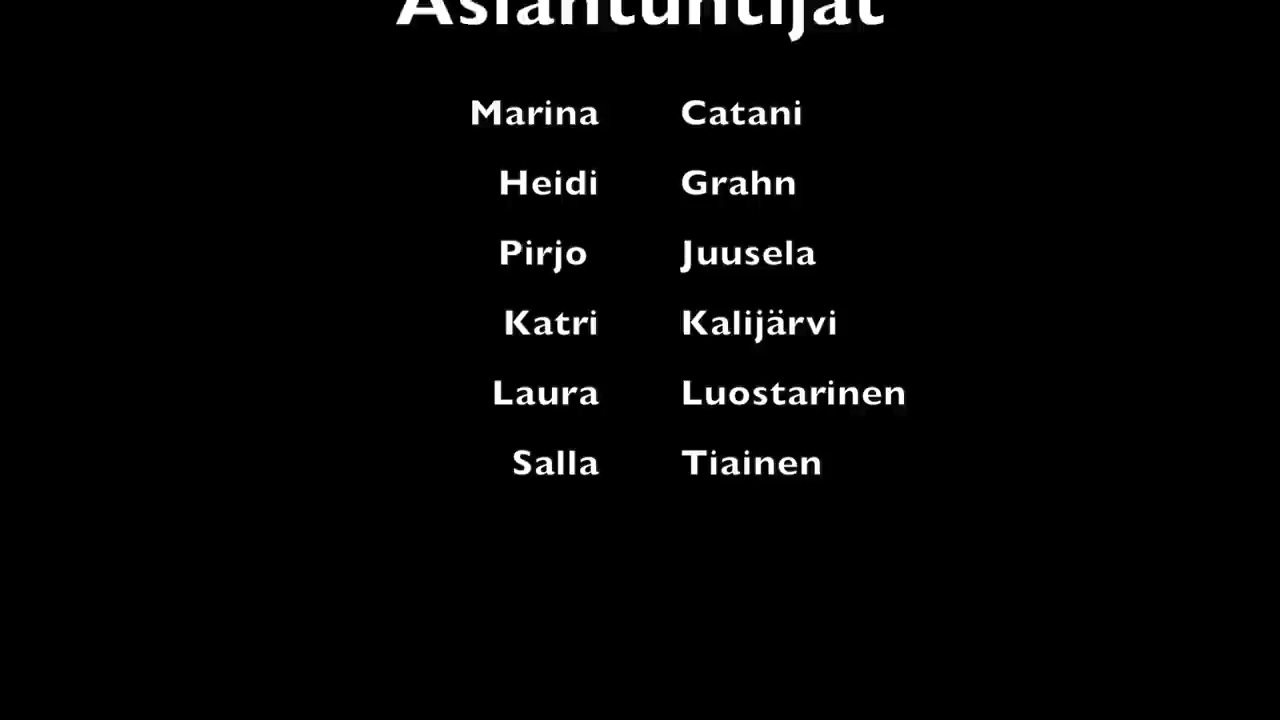 Asiantuntijat
Marina Catani
Heidi Grahn
Pirjo Juusela
Katri Kalijärvi
Laura Luostarinen
Salla Tiainen